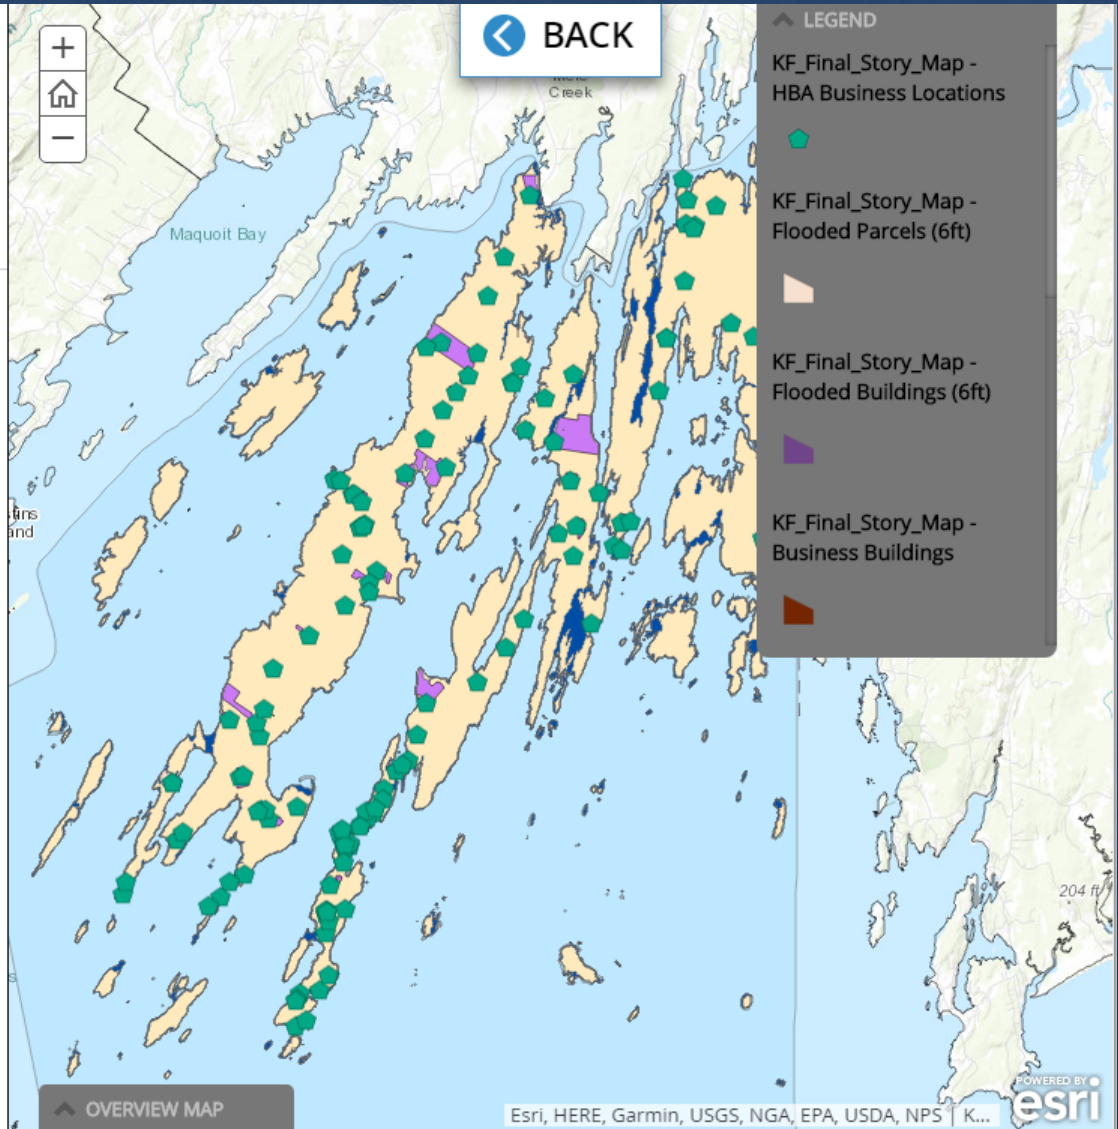 +
BACK
LEGEND
KF_Final_Story_Map -
HBA Business Locations
KF_Final_Story_Map -
Flooded Parcels (6ft)
KF_Final_Story_Map -
Flooded Buildings (6ft)
KF_Final_Story_Map -
Business Buildings
−
Creek
Maquoit Bay
and
204 ft
OVERVIEW MAP
Esri, HERE, Garmin, USGS, NGA, EPA, USDA, NPS | K...
POWERED BY
esri